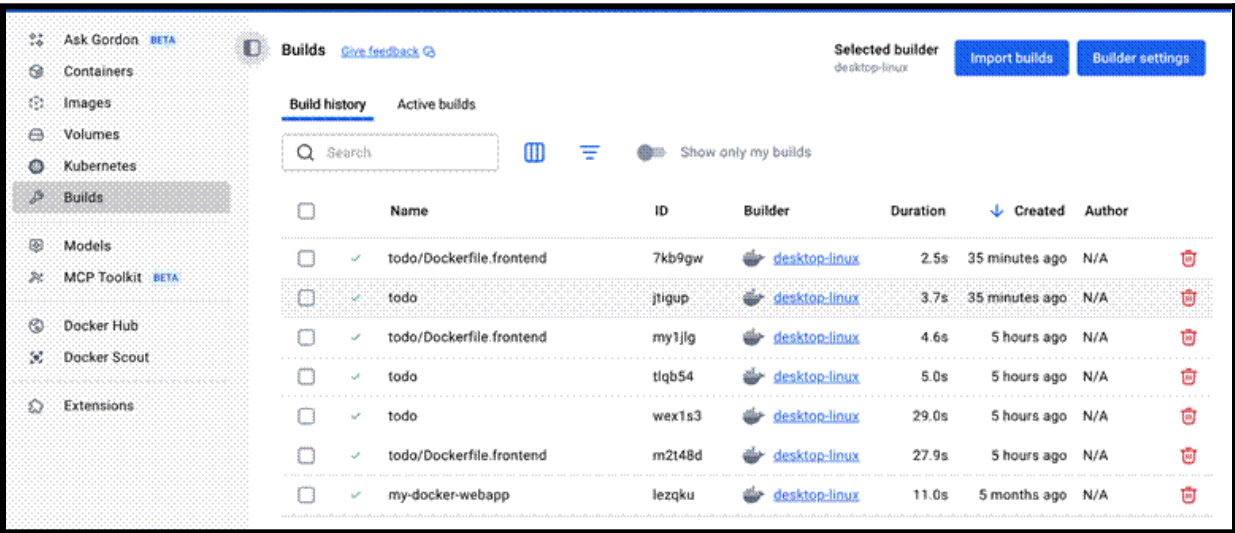 Ask Gordon BETA
Containers
Images
Volumes
Kubernetes
Builds
Models
MCP Toolkit BETA
Docker Hub
Docker Scout
Extensions
Builds Give feedback
Selected builder
desktop-linux
Import builds
Builder settings
Build history Active builds
Search
Show only my builds
Name ID Builder Duration Created Author
todo/Dockerfile.frontend 7kb9gw desktop-linux 2.5s 35 minutes ago N/A
todo jtigup desktop-linux 3.7s 35 minutes ago N/A
todo/Dockerfile.frontend my1jlg desktop-linux 4.6s 5 hours ago N/A
todo tlqb54 desktop-linux 5.0s 5 hours ago N/A
todo wex1s3 desktop-linux 29.0s 5 hours ago N/A
todo/Dockerfile.frontend m2t48d desktop-linux 27.9s 5 hours ago N/A
my-docker-webapp lezqku desktop-linux 11.0s 5 months ago N/A